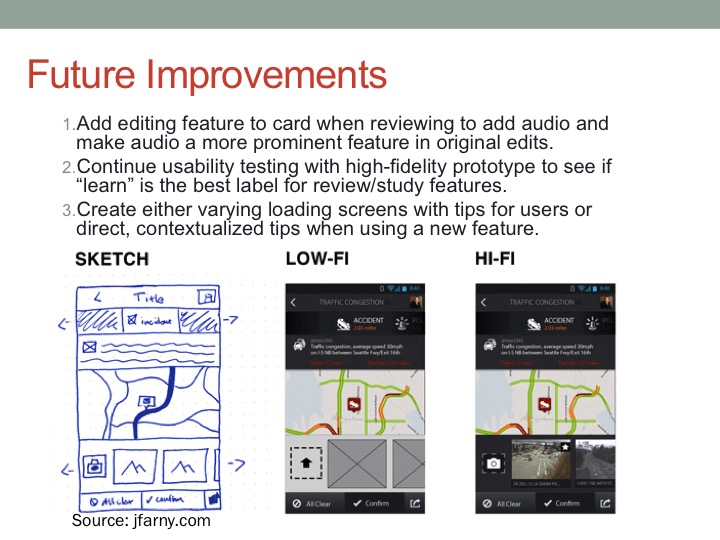 Future Improvements
1.Add editing feature to card when reviewing to add audio and
make audio a more prominent feature in original edits.
2.Continue usability testing with high-fidelity prototype to see if
“learn” is the best label for review/study features.
3.Create either varying loading screens with tips for users or
direct, contextualized tips when using a new feature.
SKETCH LOW-FI HI-FI
Title
incident
All clear ✓ confirm
TRAFFIC CONGESTION
ACCIDENT
2.03 miles
Traffic congestion, average speed 30mph
on I-5 NB between Seattle Fwy/Exit 16th
All Clear ✓ Confirm
TRAFFIC CONGESTION
ACCIDENT
2.03 miles
Traffic congestion, average speed 30mph
on I-5 NB between Seattle Fwy/Exit 16th
All Clear ✓ Confirm
Source: jfarny.com